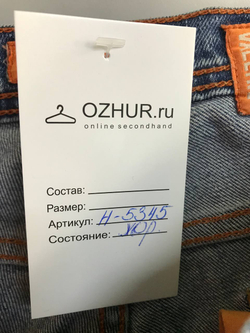 OZHUR.ru
online secondhand
Состав:
Размер:
Артикул: Н-5345
Состояние: хор